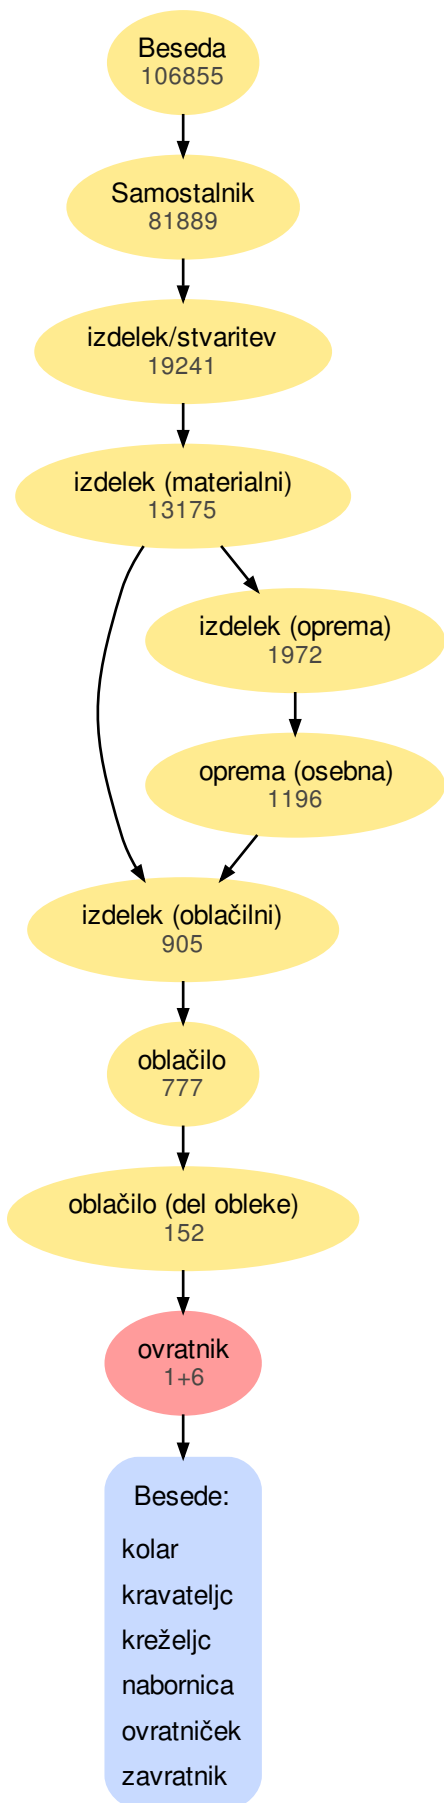 Beseda
106855
Samostalnik
81889
izdelek/stvaritev
19241
izdelek (materialni)
13175
izdelek (oprema)
1972
oprema (osebna)
1196
izdelek (oblačilni)
905
oblačilo
777
oblačilo (del obleke)
152
ovratnik
1+6
Besede:
kolar
kravateljc
kreželjc
nabornica
ovratniček
zavratnik